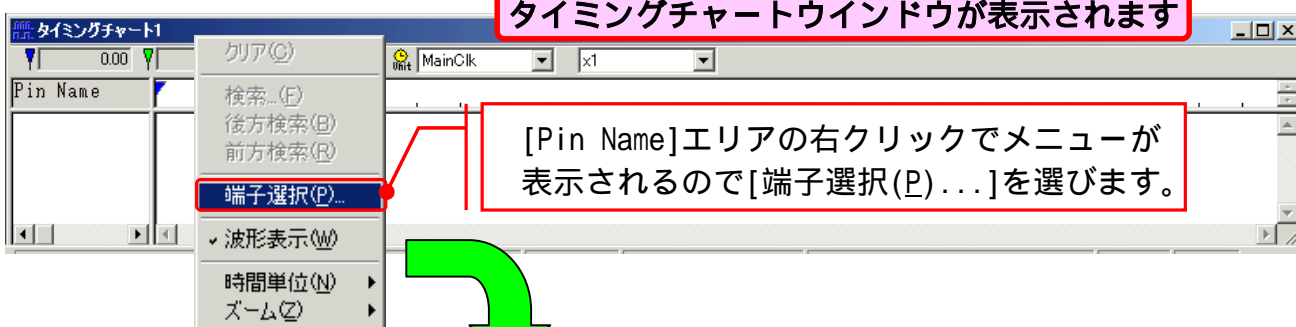 タイミングチャートウインドウが表示されます
タイミングチャート1
0.00
Unit MainClk x1
Pin Name
クリア(C)
検索...(F)
後方検索(B)
前方検索(R)
端子選択(P)...
波形表示(W)
時間単位(N)
ズーム(Z)
[Pin Name]エリアの右クリックでメニューが
表示されるので[端子選択(P)...]を選びます。